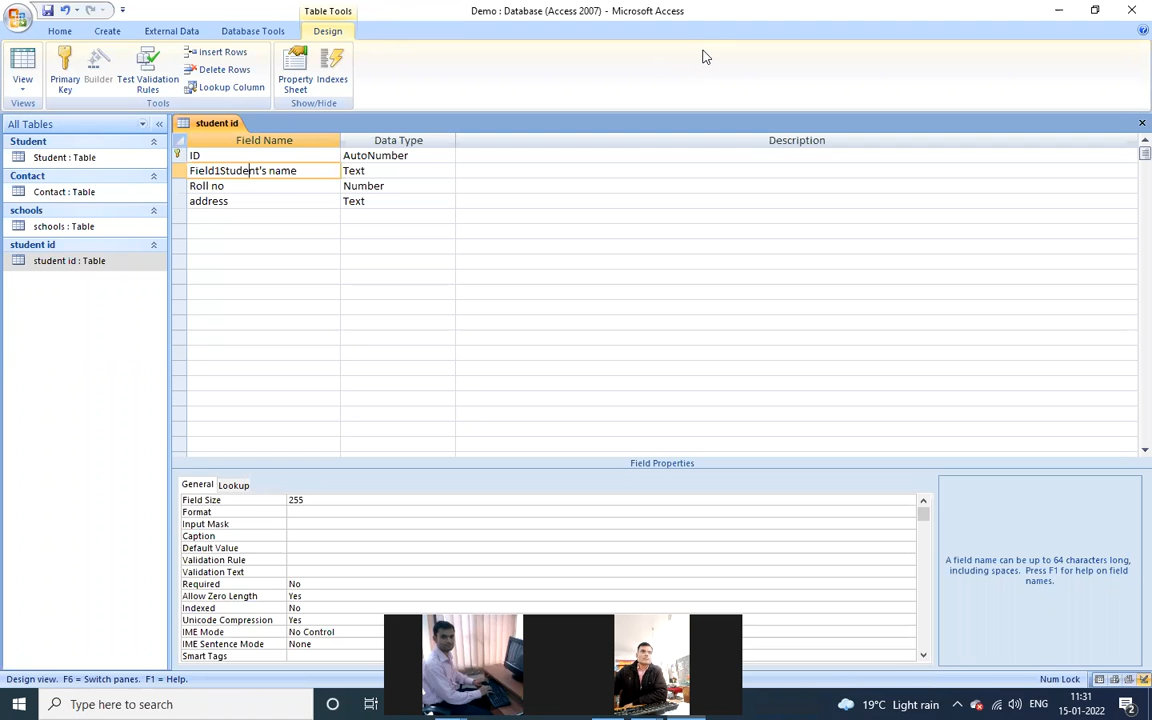 Table Tools
Demo : Database (Access 2007) - Microsoft Access
Home
Create
External Data
Database Tools
Design
View
Primary Key
Builder
Test Validation Rules
Insert Rows
Delete Rows
Lookup Column
Property Sheet
Indexes
Views
Tools
Show/Hide
All Tables
student id
Student
Student : Table
Contact
Contact : Table
schools
schools : Table
student id
student id : Table
Field Name
Data Type
Description
ID
AutoNumber
Field1Student's name
Text
Roll no
Number
address
Text
Field Properties
General
Lookup
Field Size
255
Format
Input Mask
Caption
Default Value
Validation Rule
Validation Text
Required
No
Allow Zero Length
Yes
Indexed
No
Unicode Compression
Yes
IME Mode
No Control
IME Sentence Mode
None
Smart Tags
A field name can be up to 64 characters long,
including spaces. Press F1 for help on field
names.
Design view. F6 = Switch panes. F1 = Help.
Num Lock
Type here to search
19°C Light rain
ENG
11:31
15-01-2022
2